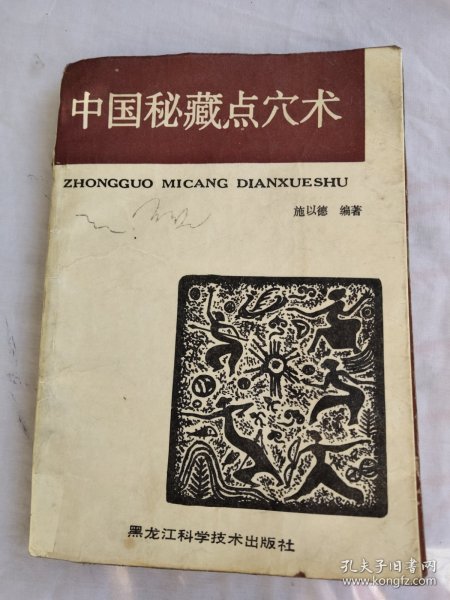 中国秘藏点穴术
ZHONGGUO MICANG DIANXUESHU
施以德 编著
黑龙江科学技术出版社
孔夫子旧书网
www.kongfz.com